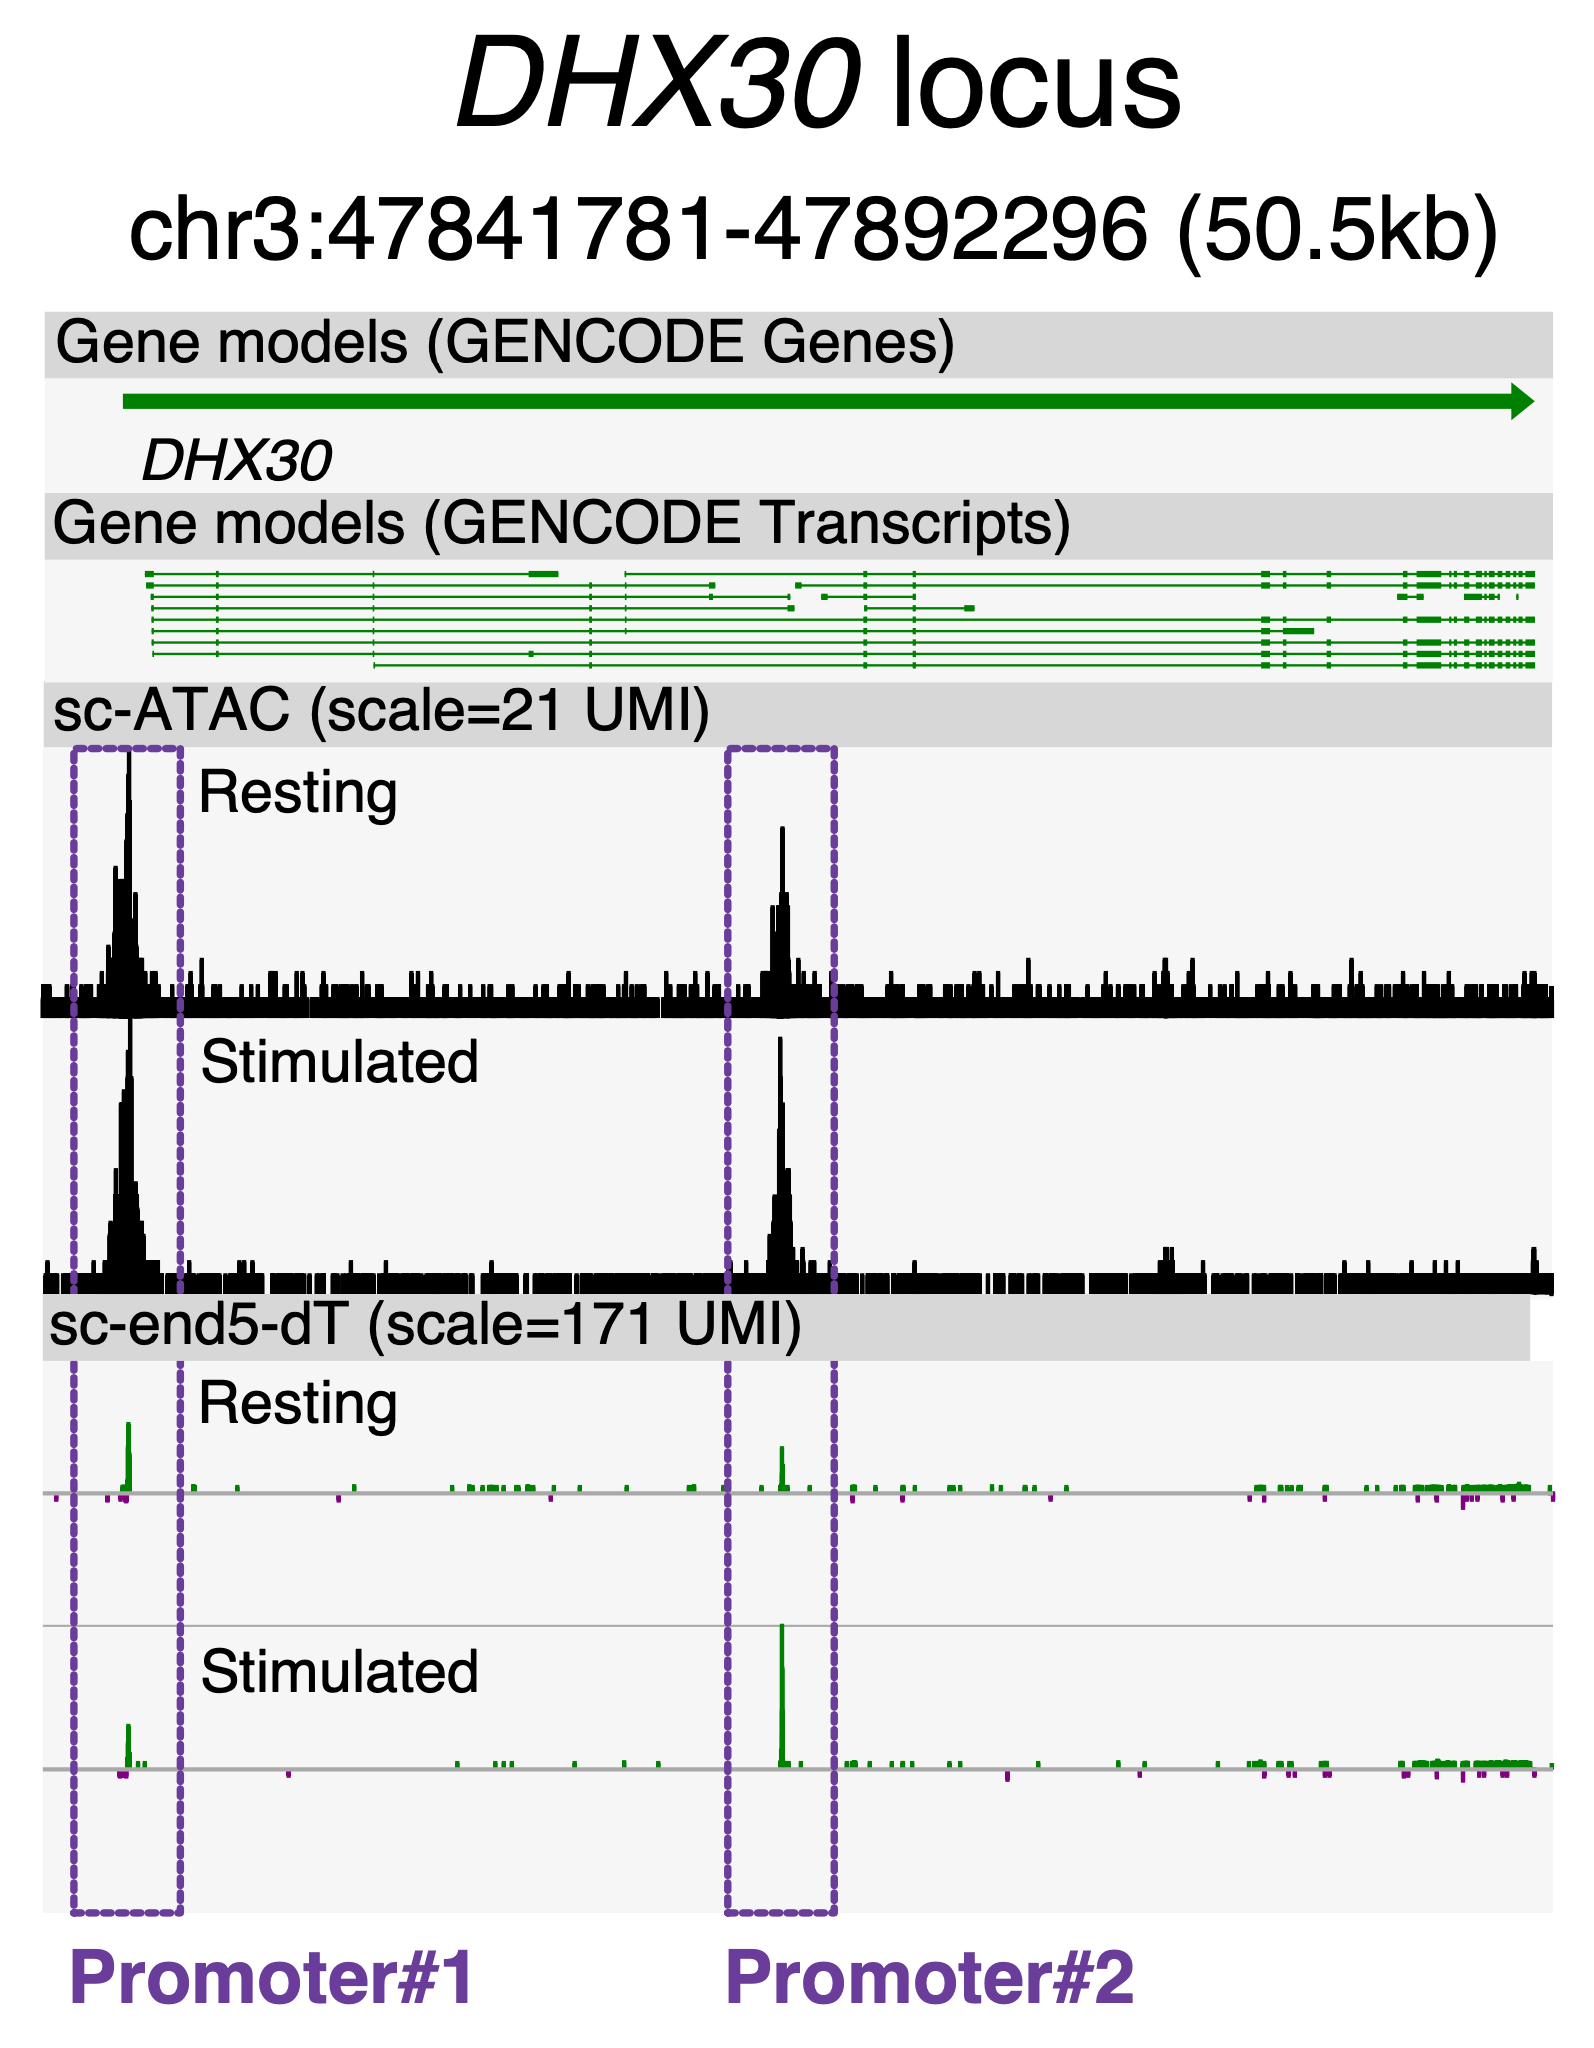 DHX30 locus
chr3:47841781-47892296 (50.5kb)
Gene models (GENCODE Genes)
DHX30
Gene models (GENCODE Transcripts)
sc-ATAC (scale=21 UMI)
Resting
Stimulated
sc-end5-dT (scale=171 UMI)
Resting
Stimulated
Promoter#1 Promoter#2